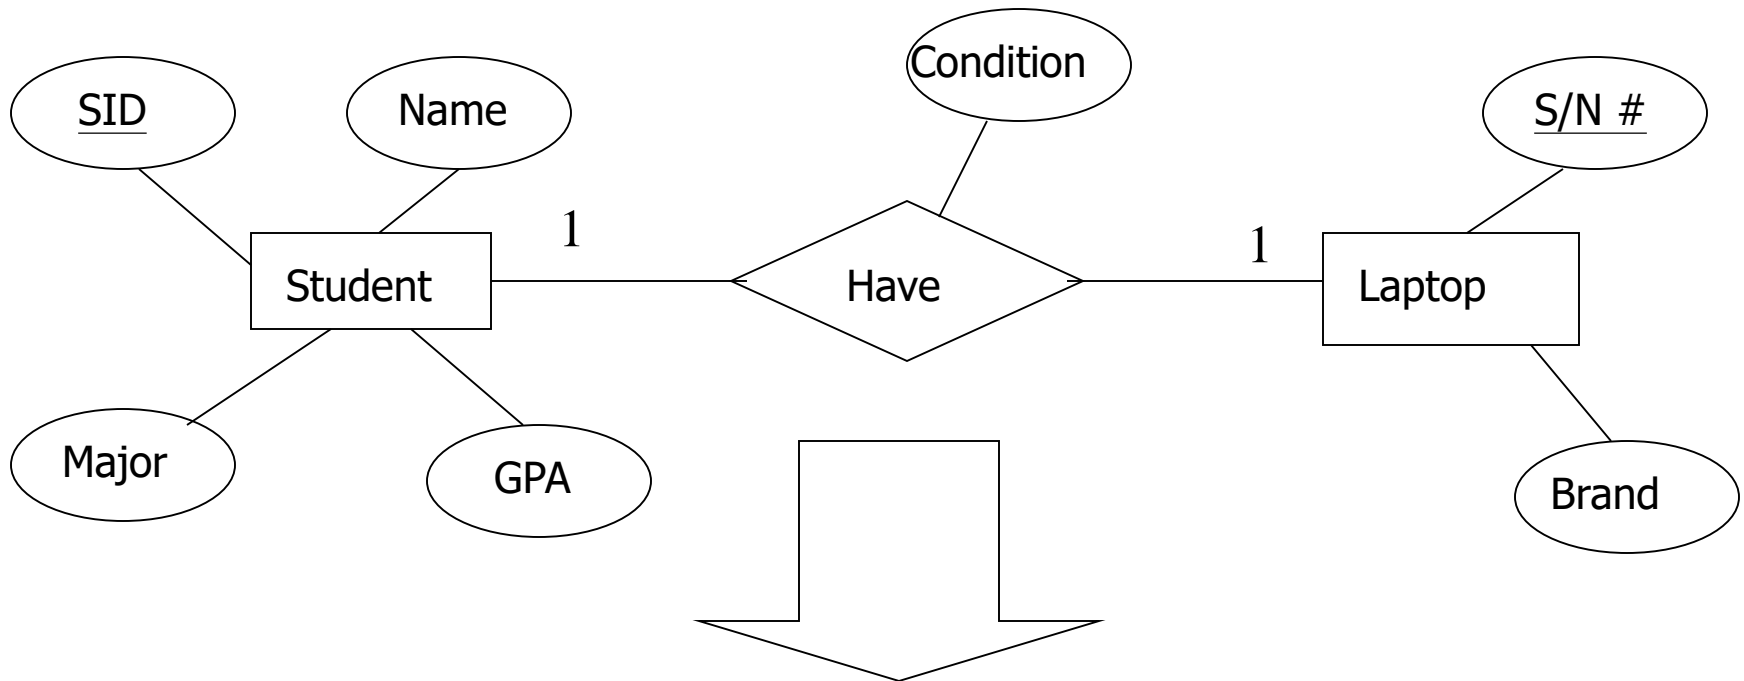 Condition
SID
Name
S/N #
1
1
Student
Have
Laptop
Major
GPA
Brand